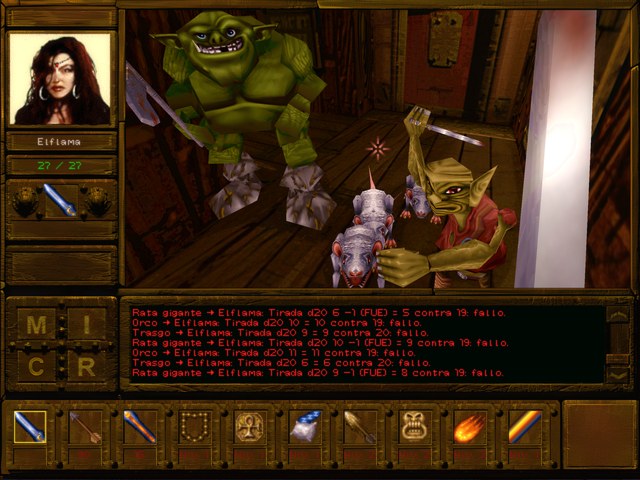 Elflama
27 / 27
M I
C R
Rata gigante → Elflama: Tirada d20 6 -1 (FUE) = 5 contra 19: fallo.
Orco → Elflama: Tirada d20 10 = 10 contra 19: fallo.
Trasgo → Elflama: Tirada d20 9 = 9 contra 20: fallo.
Rata gigante → Elflama: Tirada d20 10 -1 (FUE) = 9 contra 19: fallo.
Orco → Elflama: Tirada d20 11 = 11 contra 19: fallo.
Trasgo → Elflama: Tirada d20 6 = 6 contra 20: fallo.
Rata gigante → Elflama: Tirada d20 9 -1 (FUE) = 8 contra 19: fallo.